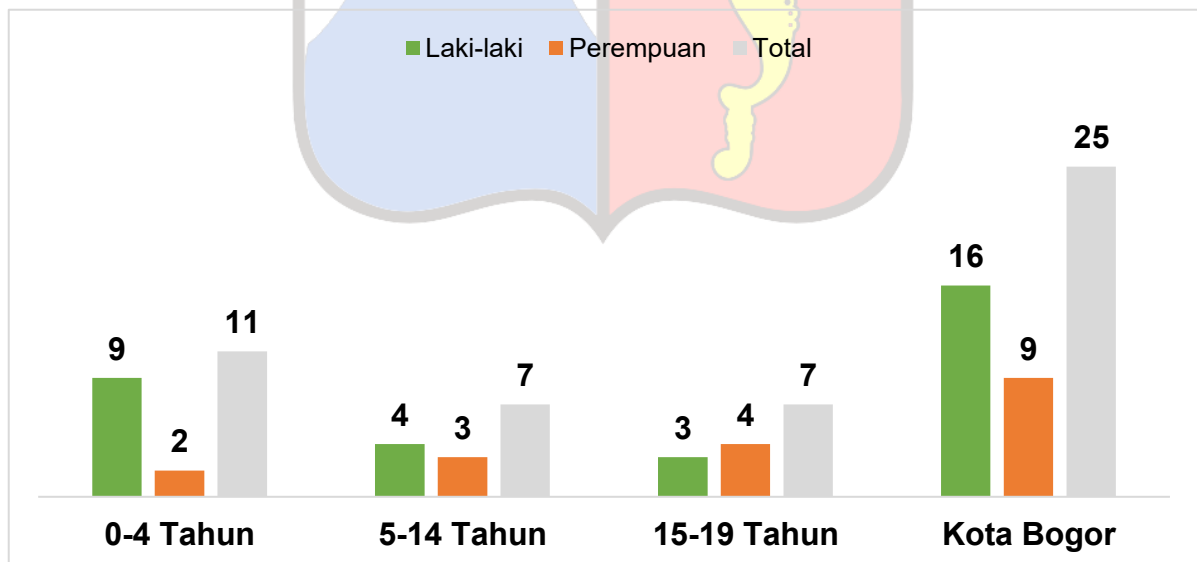 Laki-laki Perempuan Total
25
16
9 11 9
7 7
4 3 3 4
2
0-4 Tahun 5-14 Tahun 15-19 Tahun Kota Bogor